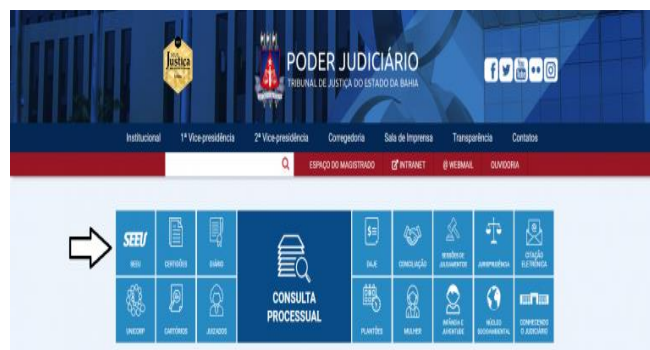 Justiça
PODER JUDICIÁRIO
TRIBUNAL DE JUSTIÇA DO ESTADO DA BAHIA
Institucional 1ª Vice-presidência 2ª Vice-presidência Corregedoria Sala de Imprensa Transparência Contatos
ESPAÇO DO MAGISTRADO INTRANET @ WEBMAIL OUVIDORIA
SEEU
SEEU CERTIDÕES DIÁRIO DAJE CONCILIAÇÃO SESSÕES DE JULGAMENTOS JURISPRUDÊNCIA CITAÇÃO ELETRÔNICA
CONSULTA
PROCESSUAL
UNICORP CARTÓRIOS JUIZADOS PLANTÕES MULHER INFÂNCIA E JUVENTUDE NÚCLEO SOCIOAMBIENTAL CONHECENDO O JUDICIÁRIO